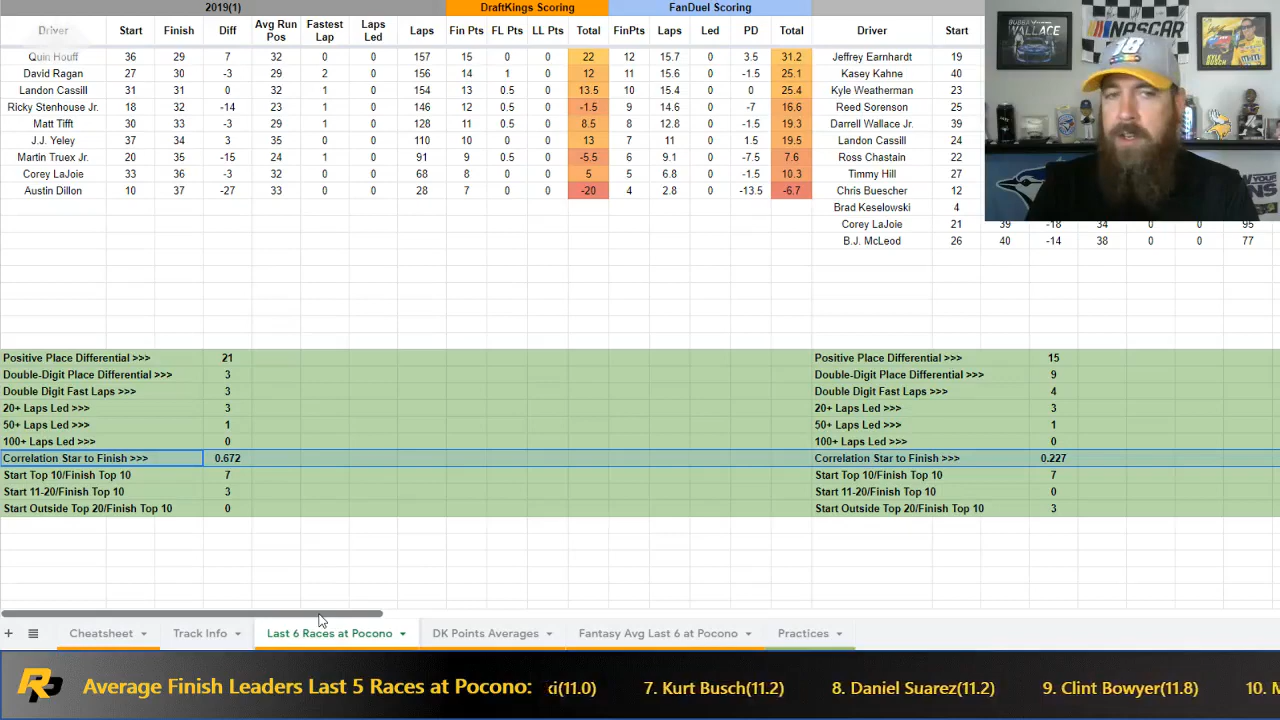 2019(1) DraftKings Scoring FanDuel Scoring
Driver Start Finish Diff Avg Run Pos Fastest Lap Laps Led Laps Fin Pts FL Pts LL Pts Total FinPts Laps Led PD Total Driver Start
Quin Houff 36 29 7 32 0 0 157 15 22 12 15.7 0 3.5 31.2 Jeffrey Earnhardt 19
David Ragan 27 30 -3 29 2 0 156 14 1 0 12 11 15.6 0 -1.5 25.1 Kasey Kahne 40
Landon Cassill 31 31 0 32 1 0 154 13 0.5 0 13.5 10 15.4 0 0 25.4 Kyle Weatherman 23
Ricky Stenhouse Jr. 18 32 -14 23 1 0 146 12 0.5 0 -1.5 9 14.6 0 -7 16.6 Reed Sorenson 25
Matt Tifft 30 33 -3 29 1 0 128 11 0.5 0 8.5 8 12.8 0 -1.5 19.3 Darrell Wallace Jr. 39
J.J. Yeley 37 34 3 35 0 0 110 10 0 0 13 7 11 0 1.5 19.5 Landon Cassill 24
Martin Truex Jr. 20 35 -15 24 1 0 91 9 0.5 0 -5.5 6 9.1 0 -7.5 7.6 Ross Chastain 22
Corey LaJoie 33 36 -3 32 0 0 68 8 0 0 5 5 6.8 0 -1.5 10.3 Timmy Hill 27
Austin Dillon 10 37 -27 33 0 0 28 7 0 0 -20 4 2.8 0 -13.5 -6.7 Chris Buescher 12
Brad Keselowski 4
Corey LaJoie 21 39 -18 34 0 0 95
B.J. McLeod 26 40 -14 38 0 0 77
Positive Place Differential >>> 21 Positive Place Differential >>> 15
Double-Digit Place Differential >>> 3 Double-Digit Place Differential >>> 9
Double Digit Fast Laps >>> 3 Double Digit Fast Laps >>> 4
20+ Laps Led >>> 3 20+ Laps Led >>> 3
50+ Laps Led >>> 1 50+ Laps Led >>> 1
100+ Laps Led >>> 0 100+ Laps Led >>> 0
Correlation Star to Finish >>> 0.672 Correlation Star to Finish >>> 0.227
Start Top 10/Finish Top 10 7 Start Top 10/Finish Top 10 7
Start 11-20/Finish Top 10 3 Start 11-20/Finish Top 10 0
Start Outside Top 20/Finish Top 10 0 Start Outside Top 20/Finish Top 10 3
Cheatsheet Track Info Last 6 Races at Pocono DK Points Averages Fantasy Avg Last 6 at Pocono Practices
Average Finish Leaders Last 5 Races at Pocono: ci(11.0) 7. Kurt Busch(11.2) 8. Daniel Suarez(11.2) 9. Clint Bowyer(11.8) 10. M
BUBBA WALLACE
NASCAR
18